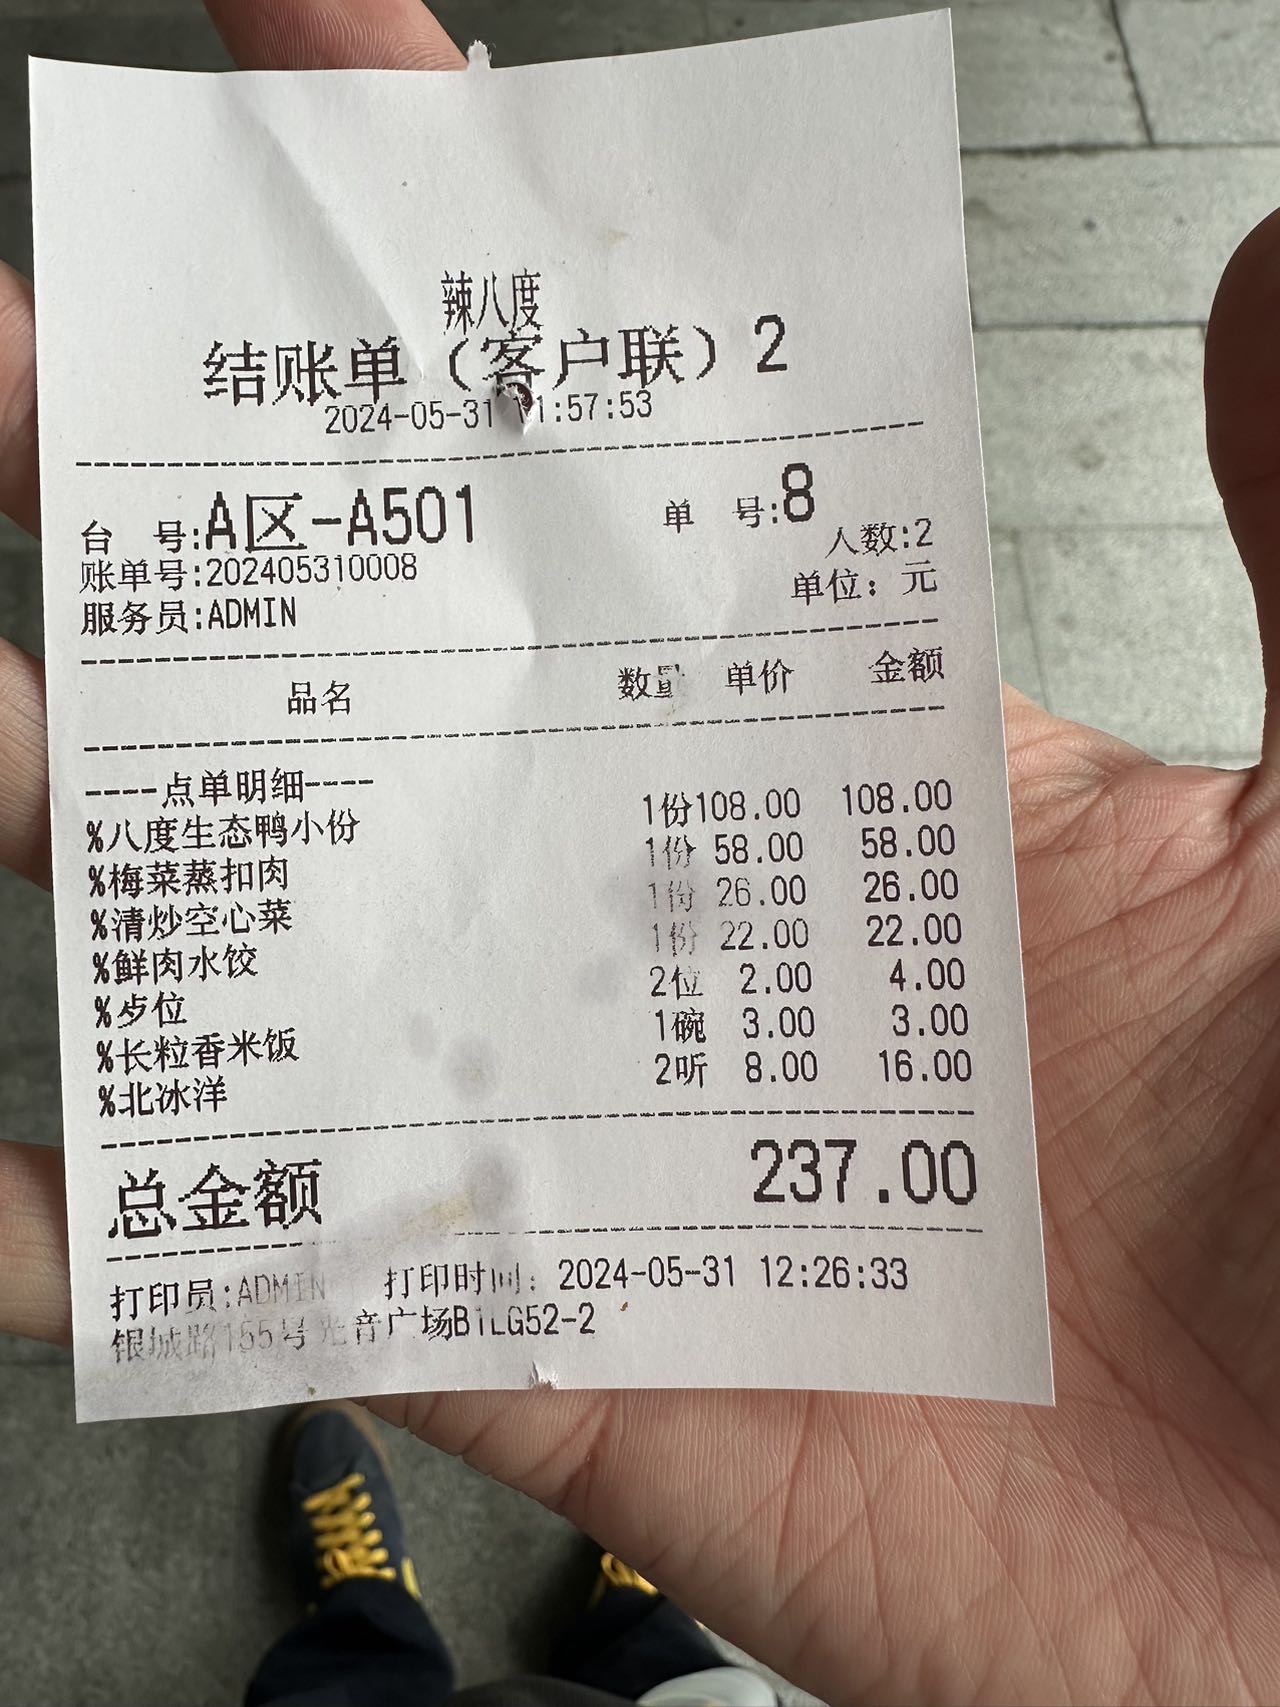 辣八度
结账单（客户联）2
2024-05-31 11:57:53
台 号:A区-A501 单 号:8
人数:2
账单号:202405310008
单位：元
服务员:ADMIN
品名 数量 单价 金额
----点单明细----
%八度生态鸭小份 1份108.00 108.00
%梅菜蒸扣肉 1份 58.00 58.00
%清炒空心菜 1份 26.00 26.00
%鲜肉水饺 1份 22.00 22.00
%歺位 2位 2.00 4.00
%长粒香米饭 1碗 3.00 3.00
%北冰洋 2听 8.00 16.00
总金额 237.00
打印员:ADMIN 打印时间：2024-05-31 12:26:33
银城路155号 光音广场B1LG52-2